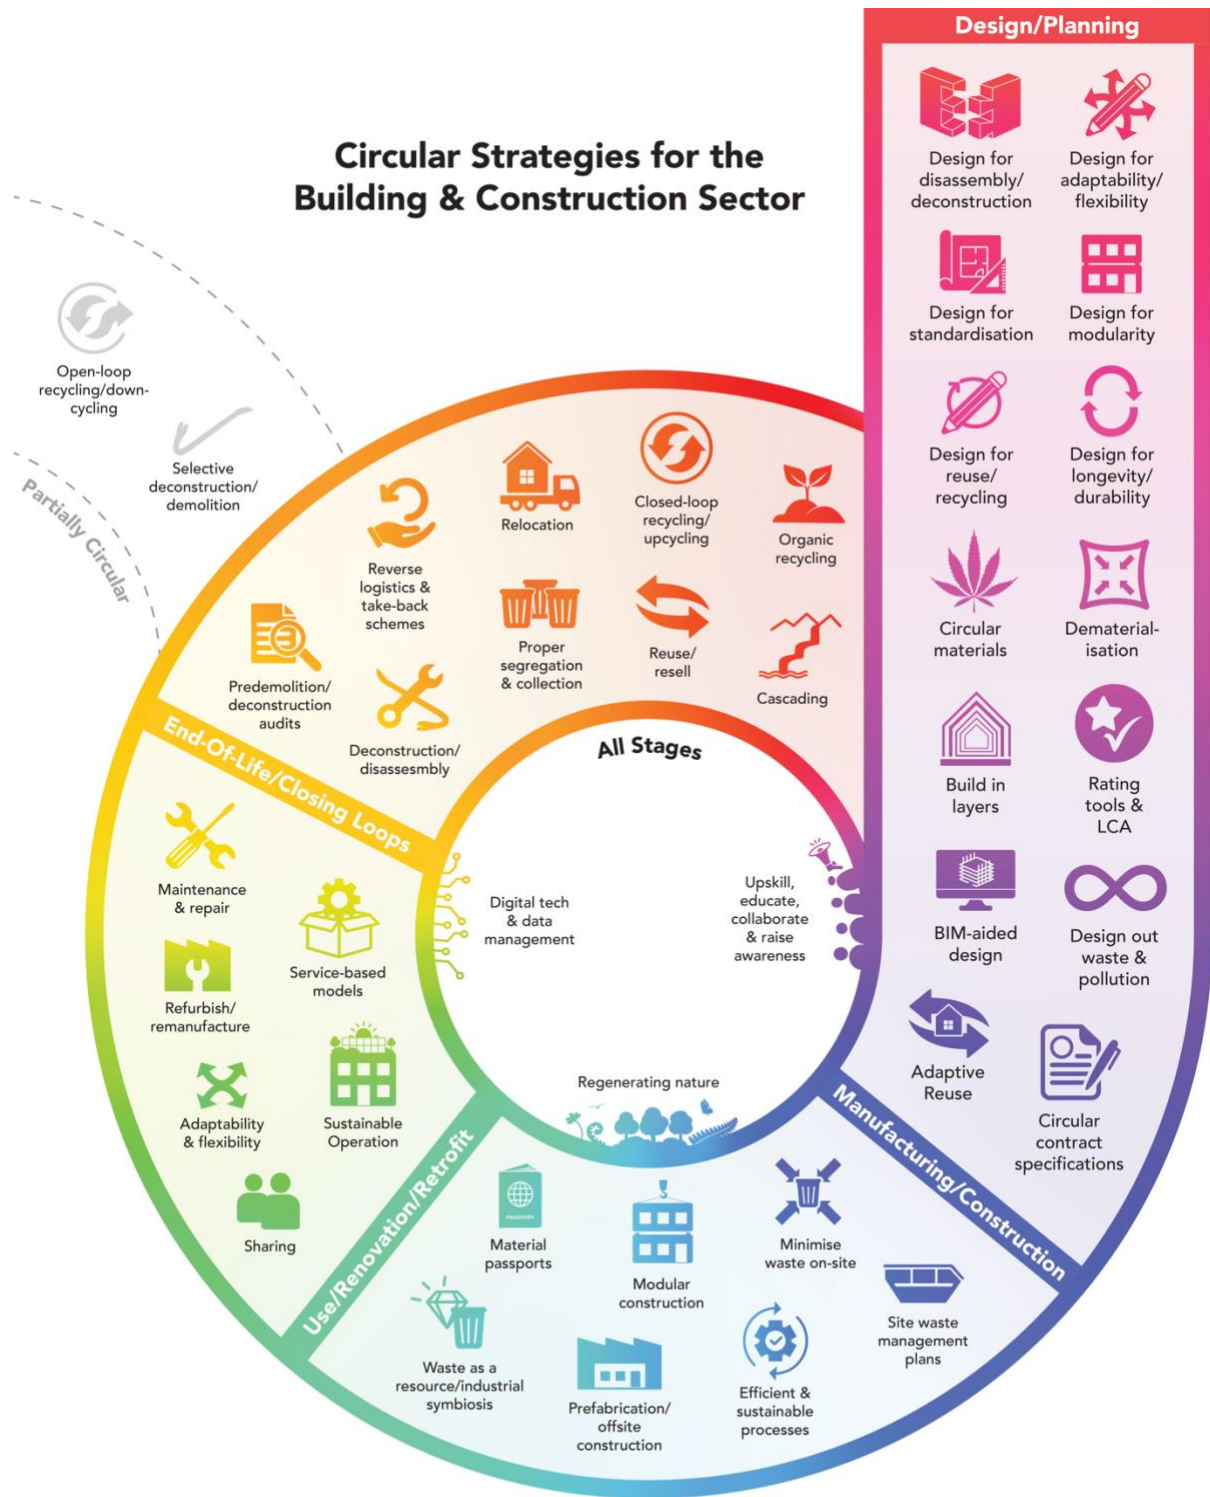 Design/Planning
Circular Strategies for the
Building & Construction Sector
Design for
disassembly/
deconstruction
Design for
adaptability/
flexibility
Design for
standardisation
Design for
modularity
Design for
reuse/
recycling
Design for
longevity/
durability
Circular
materials
Dematerial-
isation
Build in
layers
Rating
tools &
LCA
BIM-aided
design
Design out
waste &
pollution
Adaptive
Reuse
Circular
contract
specifications
Manufacturing/Construction
Minimise
waste on-site
Site waste
management
plans
Modular
construction
Efficient &
sustainable
processes
PASSPORT
Material
passports
Prefabrication/
offsite
construction
Waste as a
resource/industrial
symbiosis
Use/Renovation/Retrofit
Maintenance
& repair
Service-based
models
Refurbish/
remanufacture
Adaptability
& flexibility
Sustainable
Operation
Sharing
End-Of-Life/Closing Loops
Predemolition/
deconstruction
audits
Deconstruction/
disassesmbly
Reverse
logistics &
take-back
schemes
Relocation
Proper
segregation
& collection
Closed-loop
recycling/
upcycling
Reuse/
resell
Organic
recycling
Cascading
Partially Circular
Open-loop
recycling/down-
cycling
Selective
deconstruction/
demolition
All Stages
Digital tech
& data
management
Upskill,
educate,
collaborate
& raise
awareness
Regenerating nature